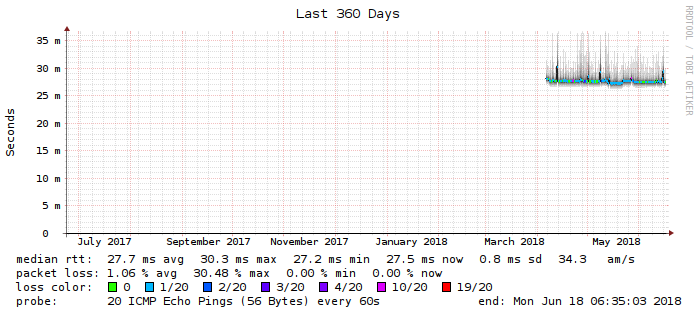 Last 360 Days
RRDTOOL / TOBI OETIKER
Seconds
35 m
30 m
25 m
20 m
15 m
10 m
5 m
0
July 2017 September 2017 November 2017 January 2018 March 2018 May 2018
median rtt: 27.7 ms avg 30.3 ms max 27.2 ms min 27.5 ms now 0.8 ms sd 34.3 am/s
packet loss: 1.06 % avg 30.48 % max 0.00 % min 0.00 % now
loss color: 0 1/20 2/20 3/20 4/20 10/20 19/20
probe: 20 ICMP Echo Pings (56 Bytes) every 60s end: Mon Jun 18 06:35:03 2018